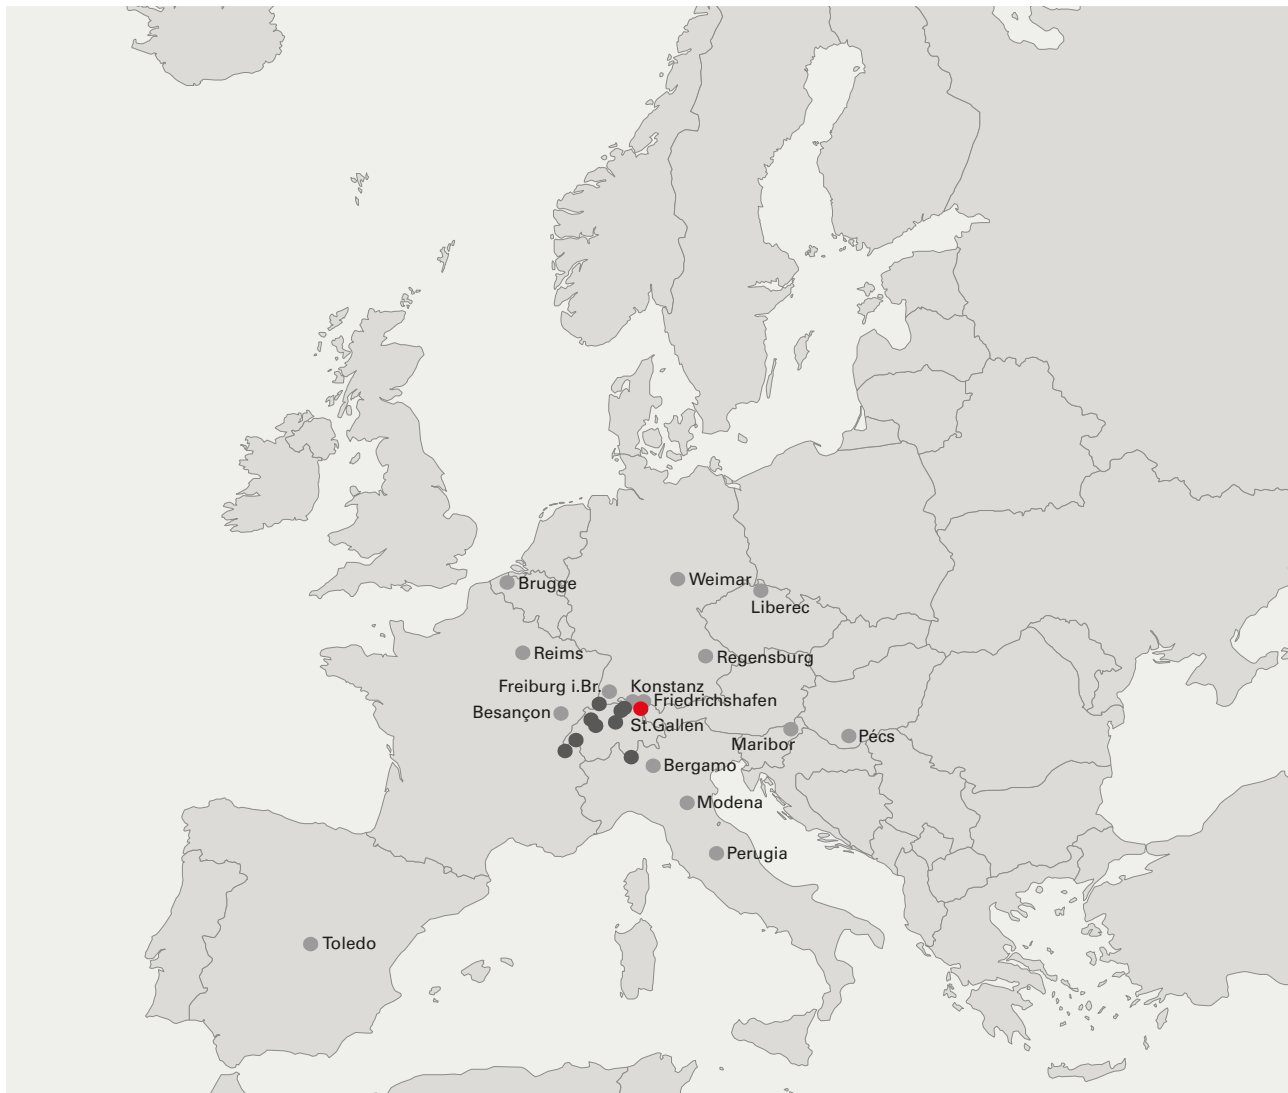 Brugge
Weimar
Liberec
Reims
Regensburg
Freiburg i.Br.
Konstanz
Friedrichshafen
Besançon
St.Gallen
Maribor
Pécs
Bergamo
Modena
Perugia
Toledo